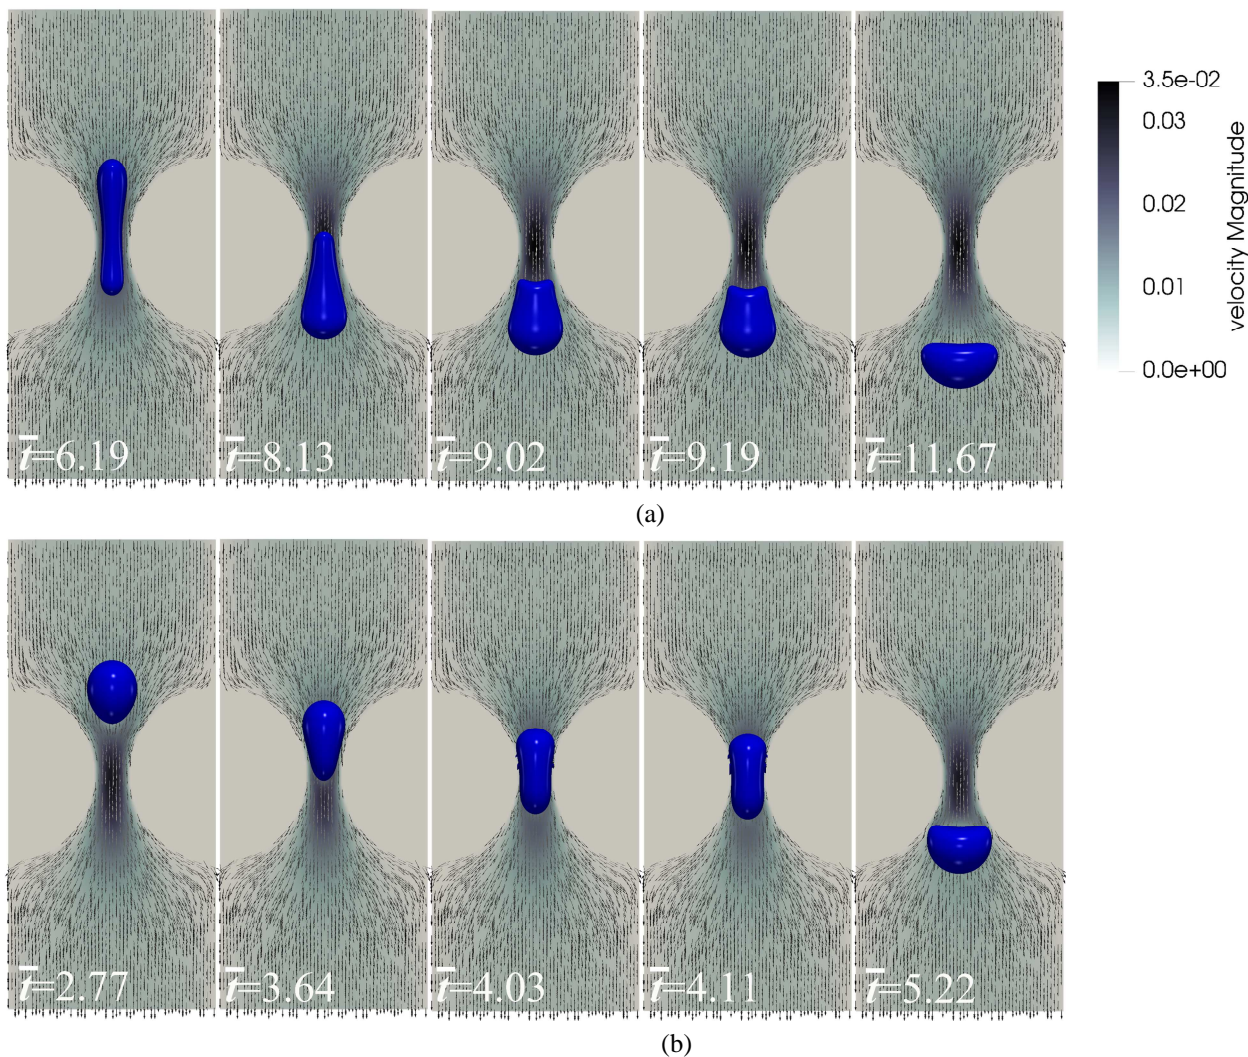 3.5e-02
0.03
0.02
0.01
0.0e+00
velocity Magnitude
t̅=6.19
t̅=8.13
t̅=9.02
t̅=9.19
t̅=11.67
(a)
t̅=2.77
t̅=3.64
t̅=4.03
t̅=4.11
t̅=5.22
(b)